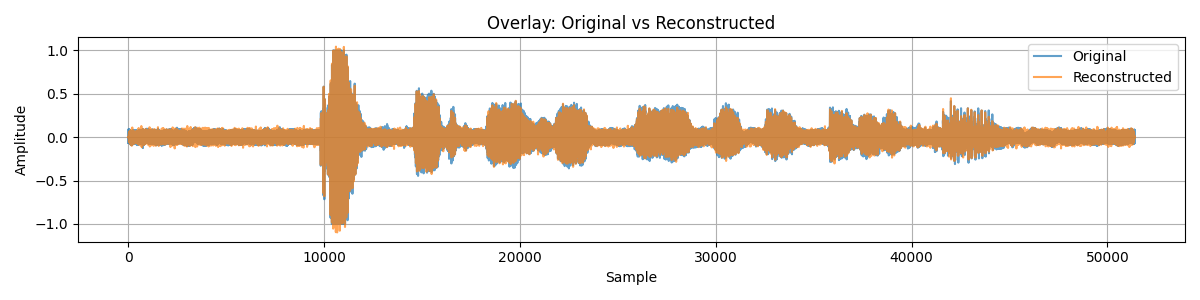 Overlay: Original vs Reconstructed
Original
Reconstructed
Amplitude
1.0
0.5
0.0
−0.5
−1.0
0 10000 20000 30000 40000 50000
Sample